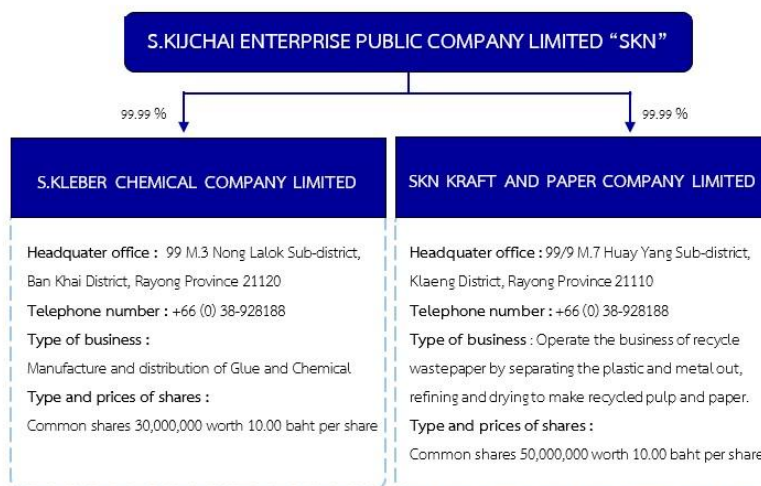 S.KIJCHAI ENTERPRISE PUBLIC COMPANY LIMITED “SKN”
99.99 %
99.99 %
S.KLEBER CHEMICAL COMPANY LIMITED
Headquater office : 99 M.3 Nong Lalok Sub-district,
Ban Khai District, Rayong Province 21120
Telephone number : +66 (0) 38-928188
Type of business :
Manufacture and distribution of Glue and Chemical
Type and prices of shares :
Common shares 30,000,000 worth 10.00 baht per share
SKN KRAFT AND PAPER COMPANY LIMITED
Headquater office : 99/9 M.7 Huay Yang Sub-district,
Klaeng District, Rayong Province 21110
Telephone number : +66 (0) 38-928188
Type of business : Operate the business of recycle
wastepaper by separating the plastic and metal out,
refining and drying to make recycled pulp and paper.
Type and prices of shares :
Common shares 50,000,000 worth 10.00 baht per share